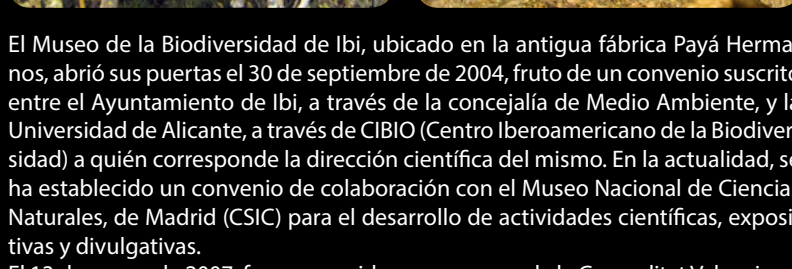 El Museo de la Biodiversidad de Ibi, ubicado en la antigua fábrica Payá Herma
nos, abrió sus puertas el 30 de septiembre de 2004, fruto de un convenio suscrito
entre el Ayuntamiento de Ibi, a través de la concejalía de Medio Ambiente, y la
Universidad de Alicante, a través de CIBIO (Centro Iberoamericano de la Biodiver
sidad) a quién corresponde la dirección científica del mismo. En la actualidad, se
ha establecido un convenio de colaboración con el Museo Nacional de Ciencia
Naturales, de Madrid (CSIC) para el desarrollo de actividades científicas, exposi
tivas y divulgativas.